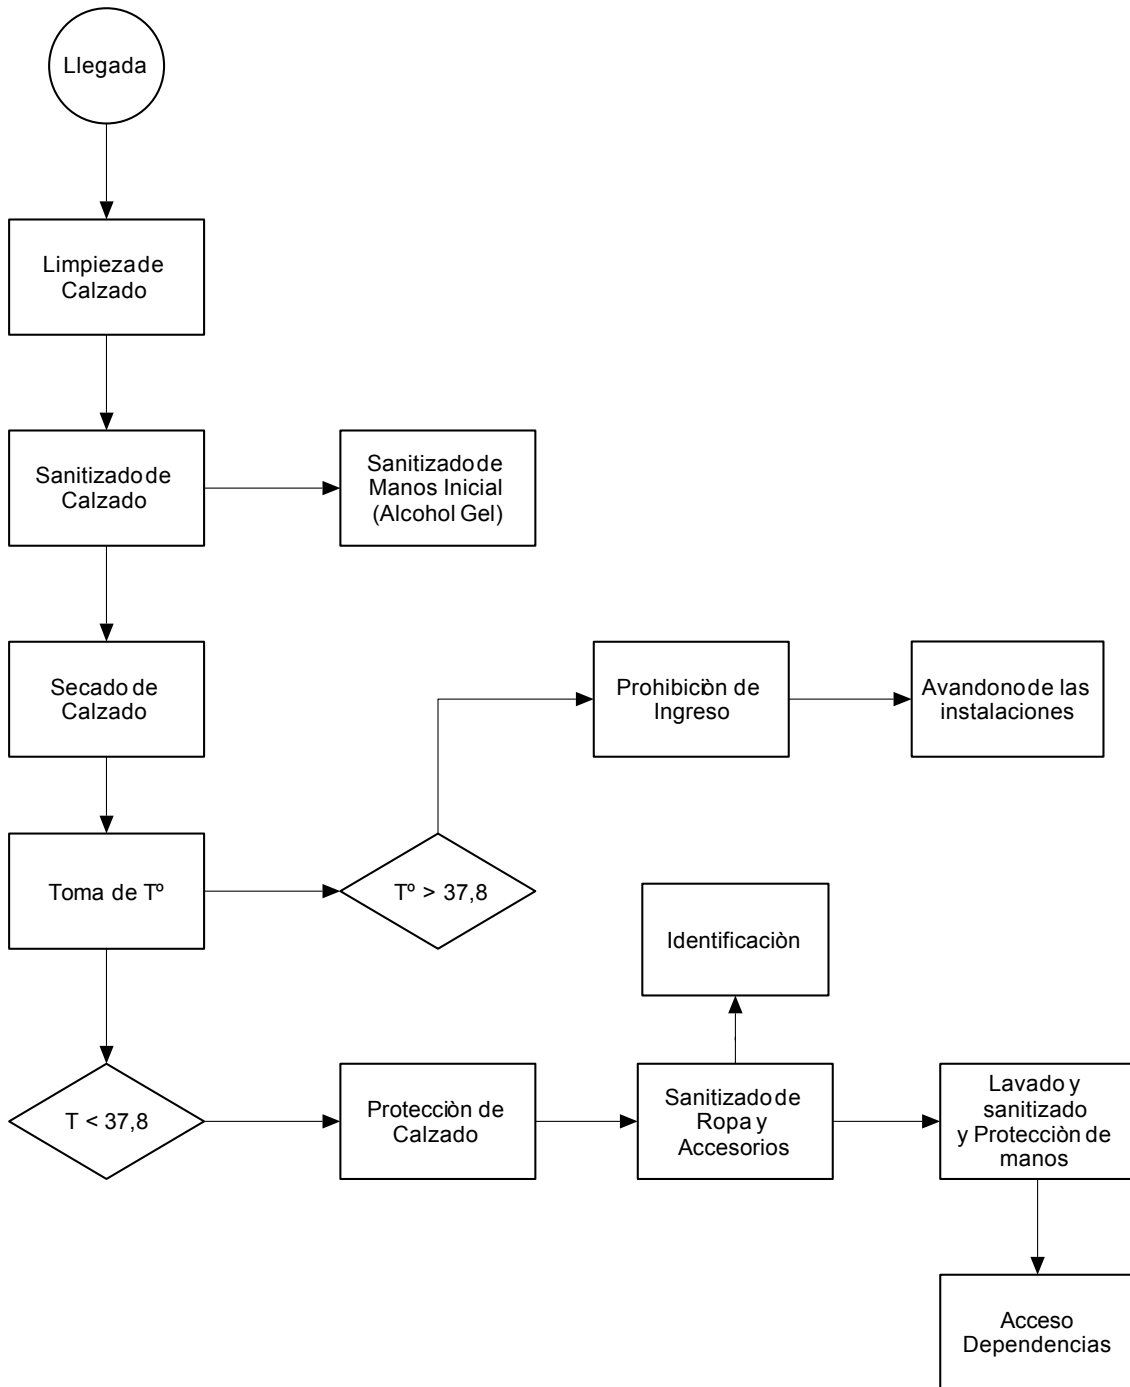 Llegada
Limpieza de
Calzado
Sanitizado de
Calzado
Sanitizado de
Manos Inicial
(Alcohol Gel)
Secado de
Calzado
Prohibiciòn de
Ingreso
Avandono de las
instalaciones
Toma de Tº
Tº > 37,8
Identificaciòn
T < 37,8
Protecciòn de
Calzado
Sanitizado de
Ropa y
Accesorios
Lavado y
sanitizado
y Protecciòn de
manos
Acceso
Dependencias